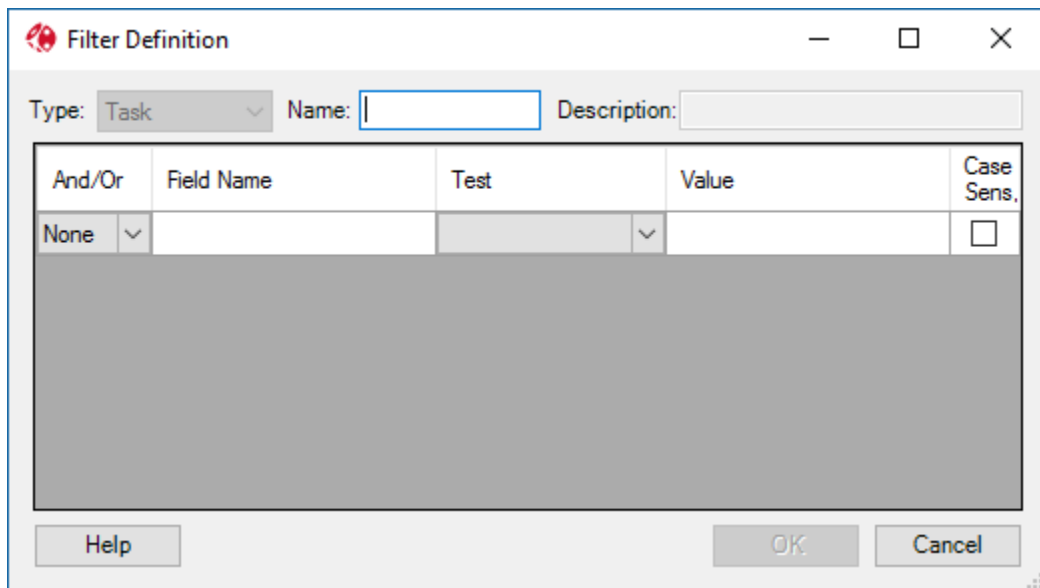 Filter Definition
Type: Task Name: Description:
And/Or Field Name Test Value Case
Sens.
None
Help OK Cancel